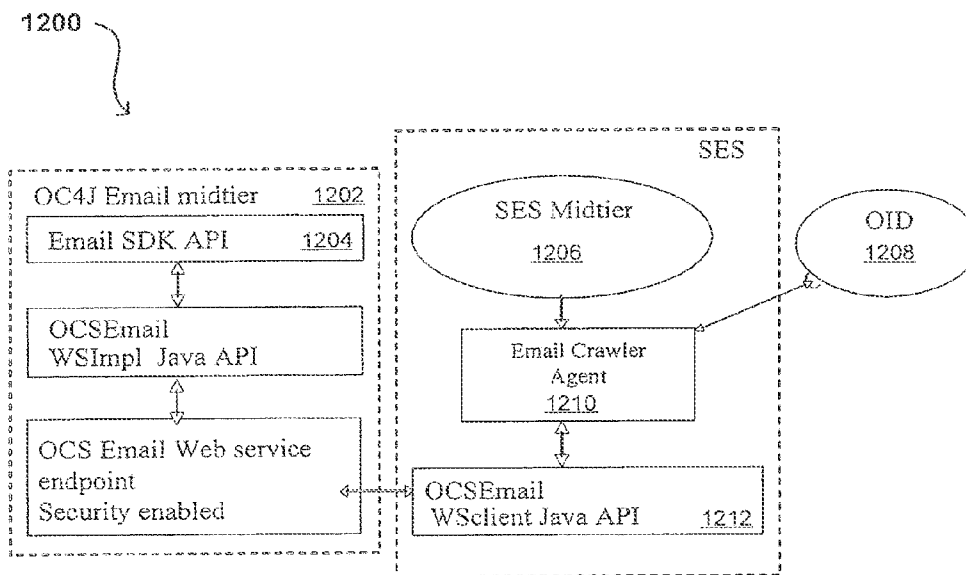 1200
OC4J Email midtier 1202
Email SDK API 1204
OCSEmail
WSImpl Java API
OCS Email Web service
endpoint
Security enabled
SES
SES Midtier
1206
OID
1208
Email Crawler
Agent
1210
OCSEmail
WSclient Java API 1212